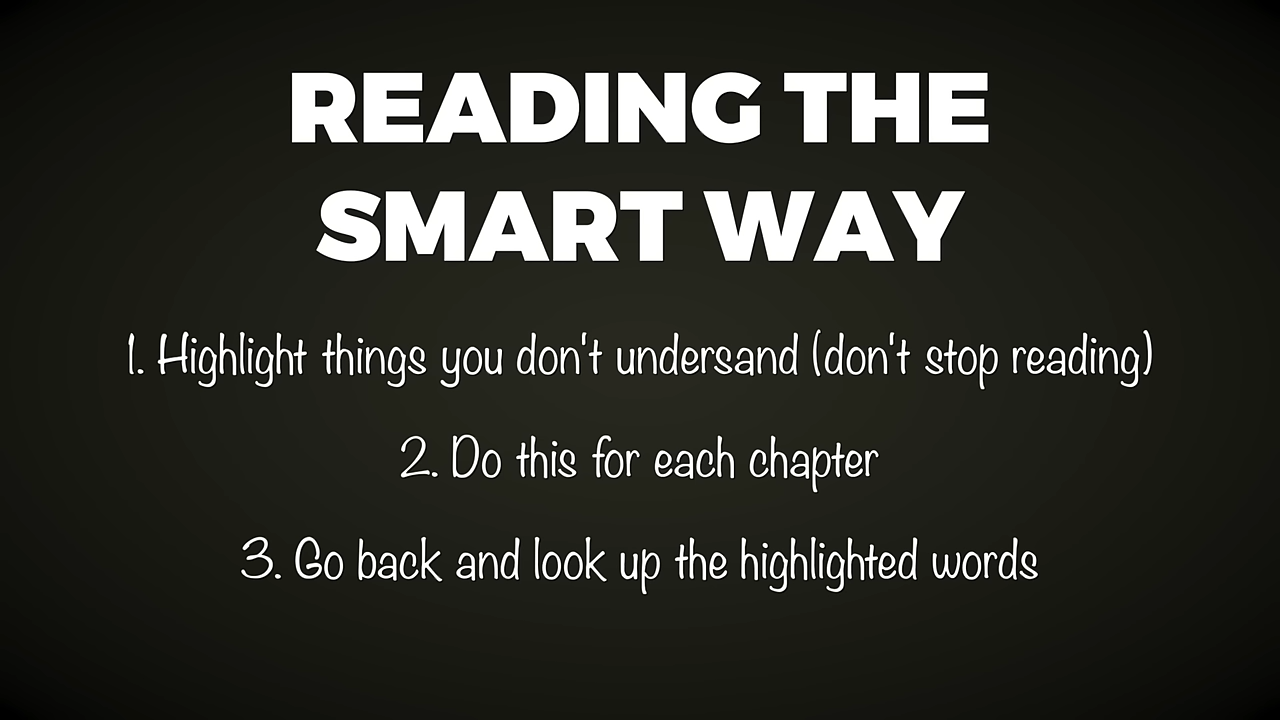 READING THE
SMART WAY
1. Highlight things you don't undersand (don't stop reading)
2. Do this for each chapter
3. Go back and look up the highlighted words